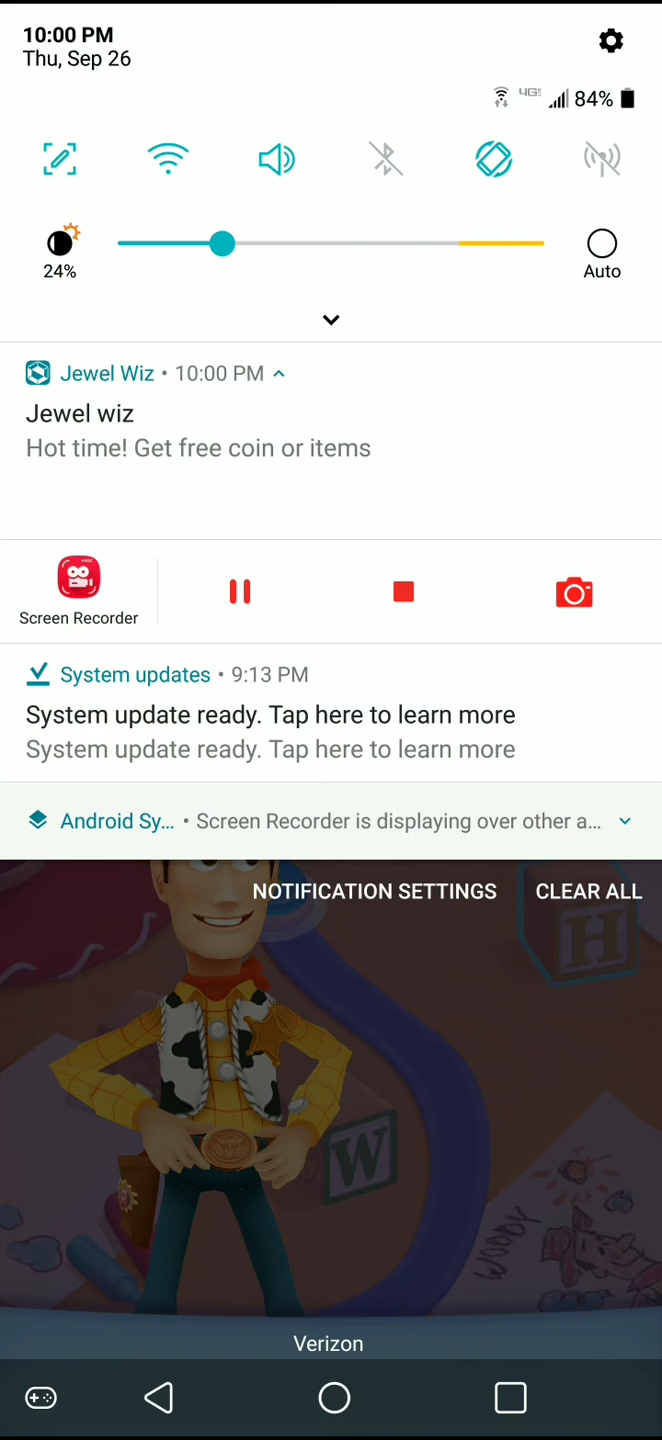 10:00 PM
Thu, Sep 26
4G 84%
24%
Auto
Jewel Wiz • 10:00 PM
Jewel wiz
Hot time! Get free coin or items
Screen Recorder
System updates • 9:13 PM
System update ready. Tap here to learn more
System update ready. Tap here to learn more
Android Sy... • Screen Recorder is displaying over other a...
NOTIFICATION SETTINGS CLEAR ALL
H
W
WOODY
Verizon